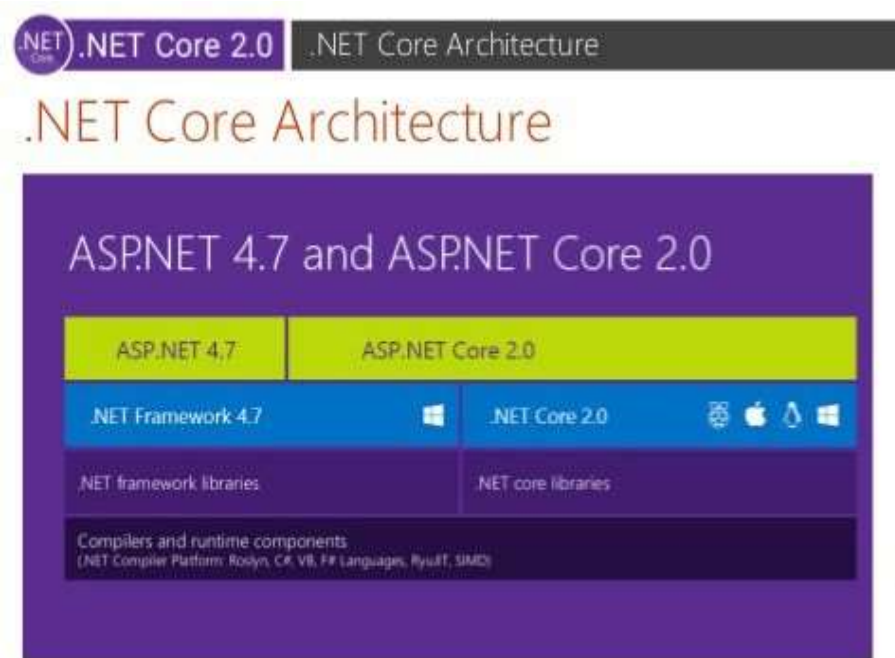 .NET Core
.NET Core 2.0
.NET Core Architecture
.NET Core Architecture
ASP.NET 4.7 and ASP.NET Core 2.0
ASP.NET 4.7
ASP.NET Core 2.0
.NET Framework 4.7
.NET Core 2.0
.NET framework libraries
.NET core libraries
Compilers and runtime components
(.NET Compiler Platform: Roslyn, C#, VB, F# Languages, RyuJIT, SIMD)